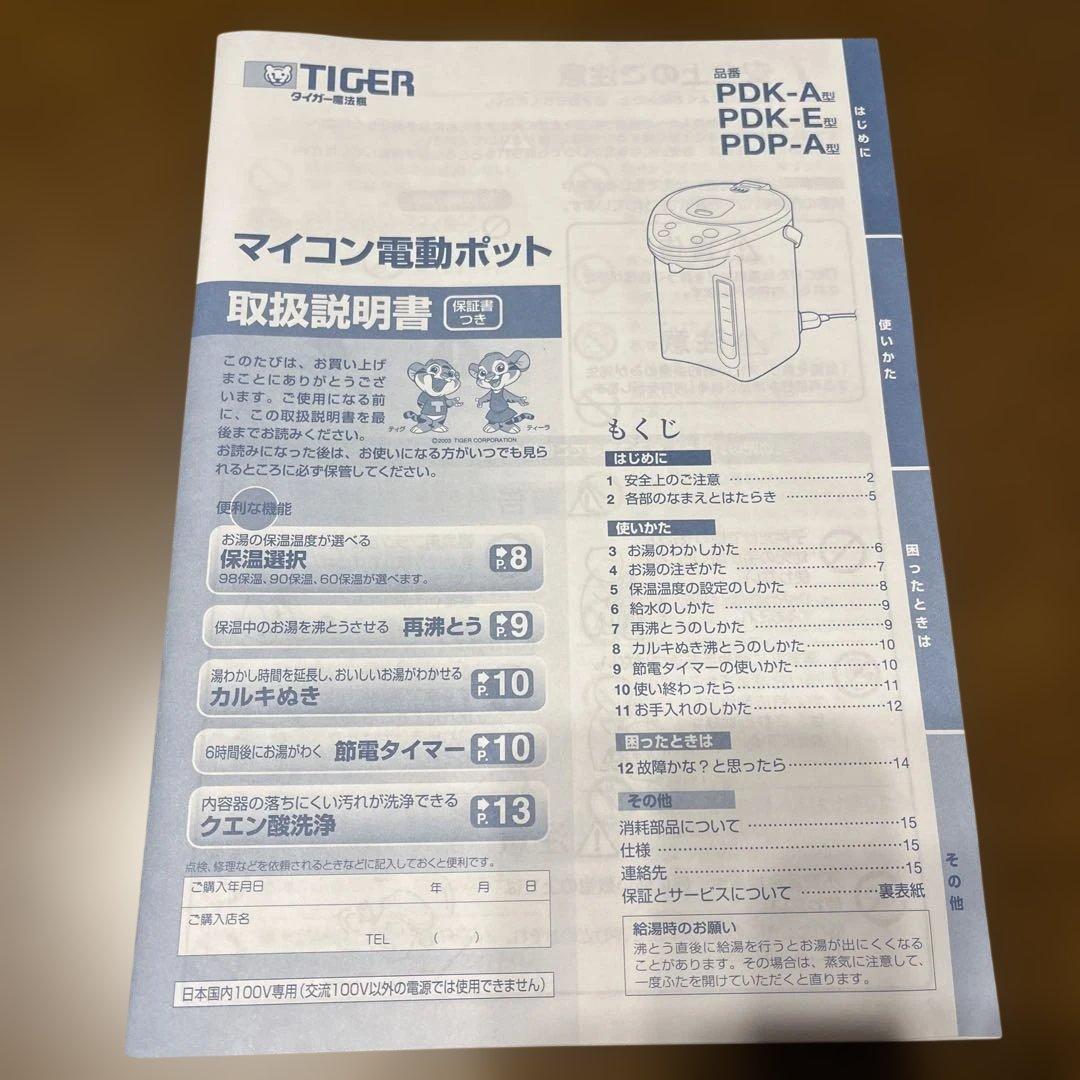 TIGER
タイガー魔法瓶
品番
PDK-A型
PDK-E型
PDP-A型
マイコン電動ポット
取扱説明書
保証書
つき
このたびは、お買い上げ
まことにありがとうござ
います。ご使用になる前
に、この取扱説明書を最
後までお読みください。
お読みになった後は、お使いになる方がいつでも見ら
れるところに必ず保管してください。
ティグ
ティーラ
©2003 TIGER CORPORATION
便利な機能
お湯の保温温度が選べる
保温選択
98保温、90保温、60保温が選べます。
P.8
保温中のお湯を沸とうさせる 再沸とう P.9
湯わかし時間を延長し、おいしいお湯がわかせる
カルキぬき
P.10
6時間後にお湯がわく 節電タイマー P.10
内容器の落ちにくい汚れが洗浄できる
クエン酸洗浄
P.13
点検、修理などを依頼されるときなどに記入しておくと便利です。
ご購入年月日 年 月 日
ご購入店名
TEL ( )
日本国内100V専用(交流100V以外の電源では使用できません)
もくじ
はじめに
1 安全上のご注意 ……………………2
2 各部のなまえとはたらき ……………5
使いかた
3 お湯のわかしかた …………………6
4 お湯の注ぎかた ……………………7
5 保温温度の設定のしかた ……………8
6 給水のしかた ………………………9
7 再沸とうのしかた …………………9
8 カルキぬき沸とうのしかた…………10
9 節電タイマーの使いかた……………10
10 使い終わったら……………………11
11 お手入れのしかた…………………12
困ったときは
12 故障かな?と思ったら………………14
その他
消耗部品について ……………………15
仕様 ……………………………………15
連絡先 …………………………………15
保証とサービスについて …………裏表紙
給湯時のお願い
沸とう直後に給湯を行うとお湯が出にくくなる
ことがあります。その場合は、蒸気に注意して、
一度ふたを開けていただくと直ります。
はじめに
使いかた
困ったときは
その他